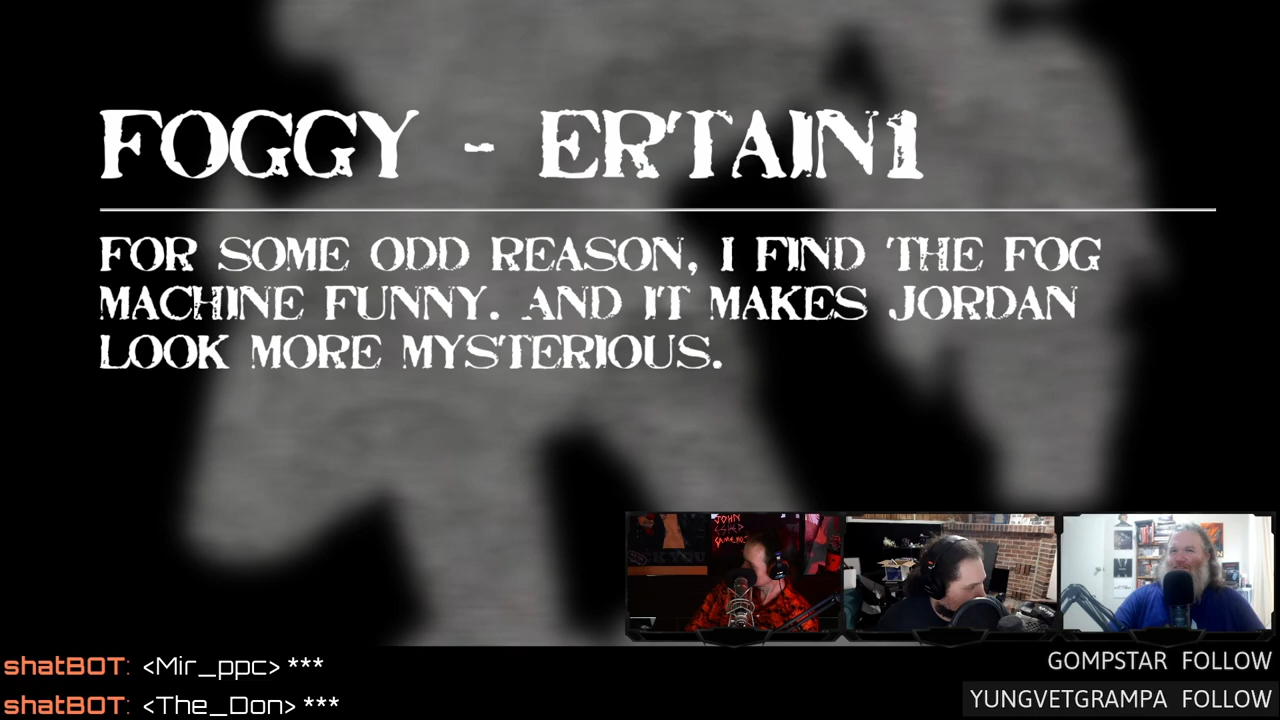 FOGGY - ERTAIN1
FOR SOME ODD REASON, I FIND THE FOG
MACHINE FUNNY. AND IT MAKES JORDAN
LOOK MORE MYSTERIOUS.
JOHN
shatBOT: <Mir_ppc> ***
shatBOT: <The_Don> ***
GOMPSTAR FOLLOW
YUNGVETGRAMPA FOLLOW